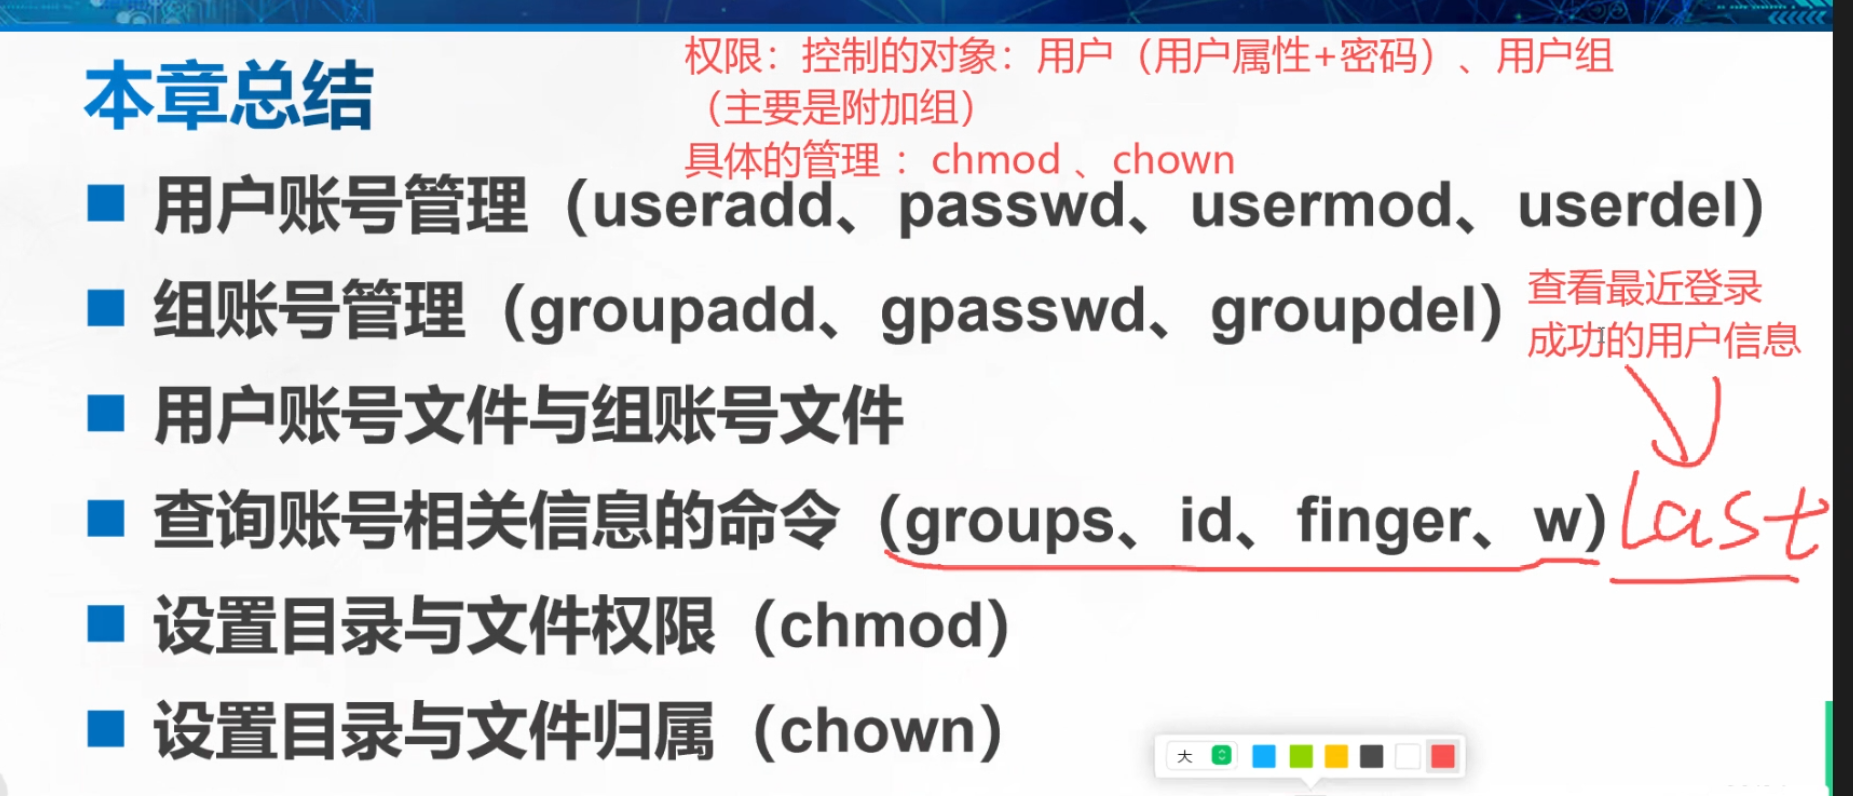 权限：控制的对象：用户（用户属性+密码）、用户组
（主要是附加组）
具体的管理 ：chmod 、chown
本章总结
用户账号管理（useradd、passwd、usermod、userdel）
组账号管理（groupadd、gpasswd、groupdel）
查看最近登录
成功的用户信息
用户账号文件与组账号文件
查询账号相关信息的命令（groups、id、finger、w）last
设置目录与文件权限（chmod）
设置目录与文件归属（chown）
大